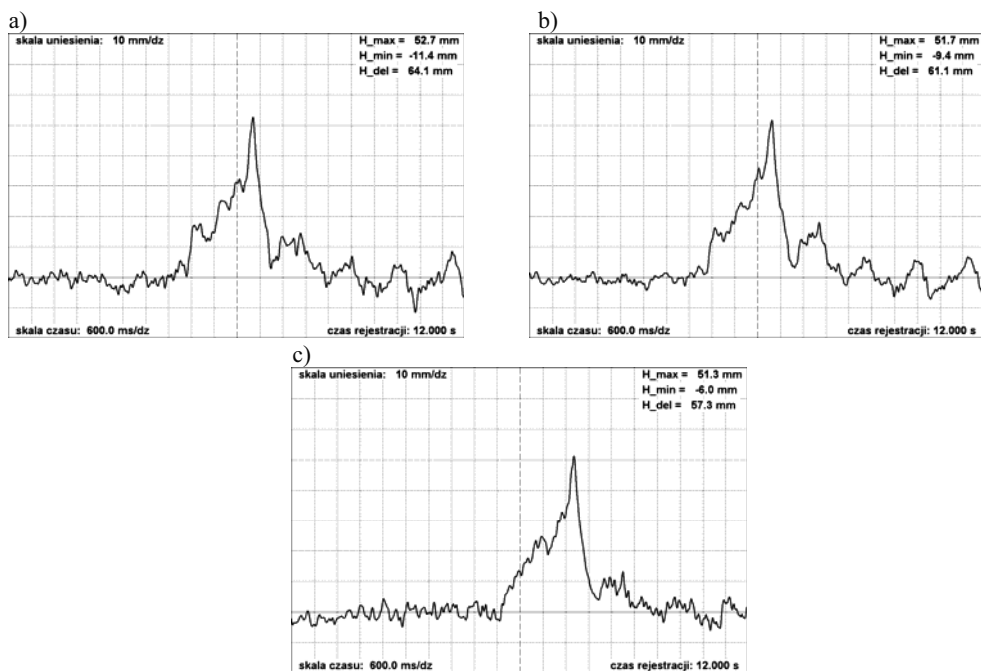 a)
skala uniesienia: 10 mm/dz
H_max = 52.7 mm
H_min = -11.4 mm
H_del = 64.1 mm
skala czasu: 600.0 ms/dz
czas rejestracji: 12.000 s
b)
skala uniesienia: 10 mm/dz
H_max = 51.7 mm
H_min = -9.4 mm
H_del = 61.1 mm
skala czasu: 600.0 ms/dz
czas rejestracji: 12.000 s
c)
skala uniesienia: 10 mm/dz
H_max = 51.3 mm
H_min = -6.0 mm
H_del = 57.3 mm
skala czasu: 600.0 ms/dz
czas rejestracji: 12.000 s